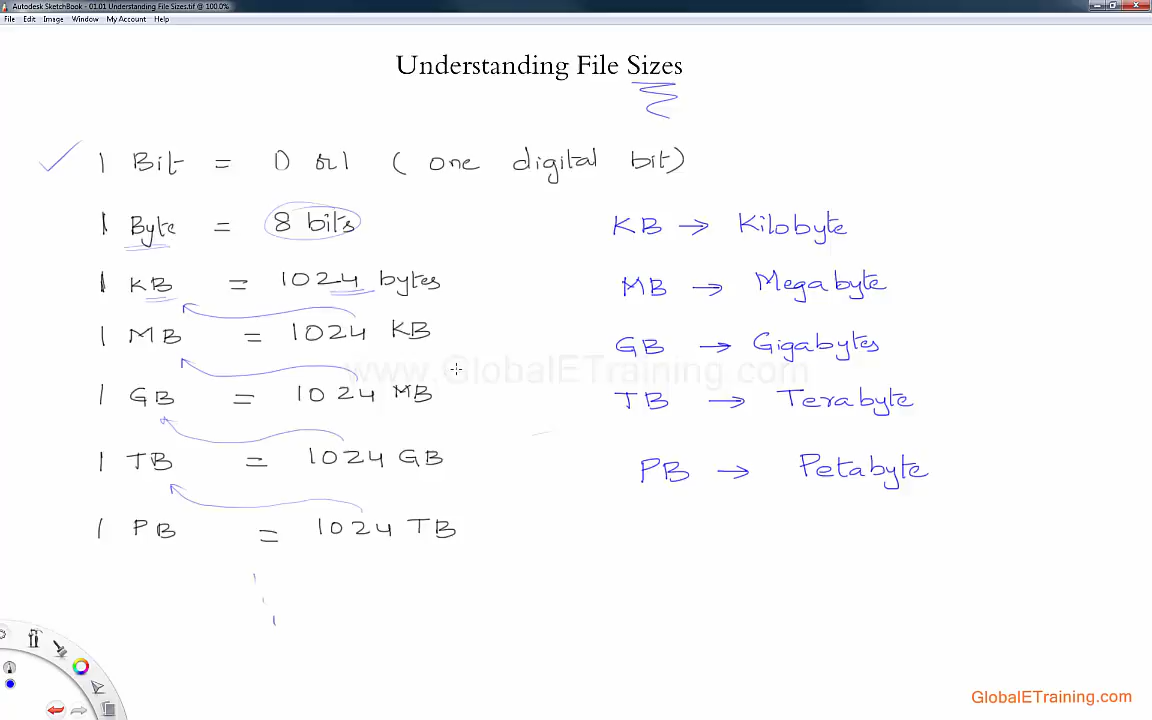 Autodesk SketchBook - 01.01 Understanding File Sizes.tif @ 100.0%
File Edit Image Window My Account Help
Understanding File Sizes
1 Bit = 0 or 1 ( one digital bit)
1 Byte = 8 bits
KB → Kilobyte
1 KB = 1024 bytes
MB → Megabyte
1 MB = 1024 KB
GB → Gigabytes
www.GlobalETraining.com
1 GB = 1024 MB
TB → Terabyte
1 TB = 1024 GB
PB → Petabyte
1 PB = 1024 TB
GlobalETraining.com